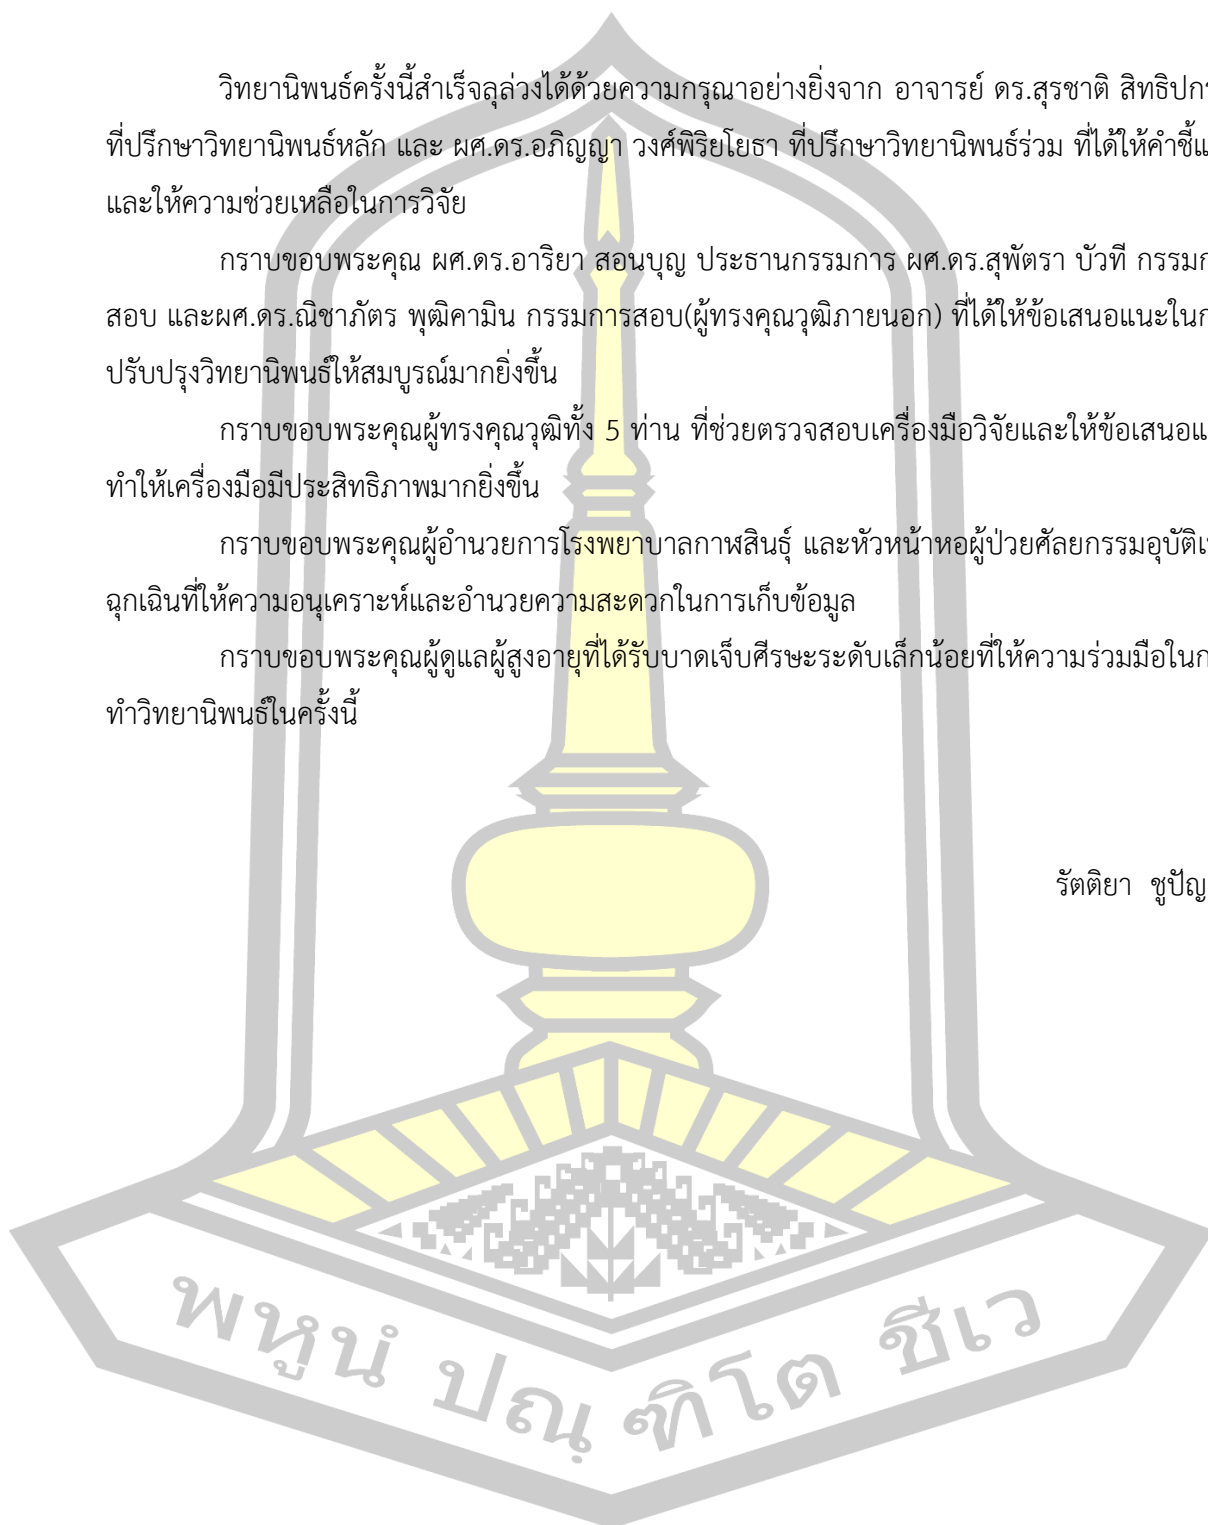 วิทยานิพนธ์ครั้งนี้สำเร็จลุล่วงได้ด้วยความกรุณาอย่างยิ่งจาก อาจารย์ ดร.สุรชาติ สิทธิปกร
ที่ปรึกษาวิทยานิพนธ์หลัก และ ผศ.ดร.อภิญญา วงศ์พิริยโยธา ที่ปรึกษาวิทยานิพนธ์ร่วม ที่ได้ให้คำชี้แ
และให้ความช่วยเหลือในการวิจัย
กราบขอบพระคุณ ผศ.ดร.อาริยา สอนบุญ ประธานกรรมการ ผศ.ดร.สุพัตรา บัวที กรรมก
สอบ และผศ.ดร.ณิชาภัตร พุฒิคามิน กรรมการสอบ(ผู้ทรงคุณวุฒิภายนอก) ที่ได้ให้ข้อเสนอแนะในก
ปรับปรุงวิทยานิพนธ์ให้สมบูรณ์มากยิ่งขึ้น
กราบขอบพระคุณผู้ทรงคุณวุฒิทั้ง 5 ท่าน ที่ช่วยตรวจสอบเครื่องมือวิจัยและให้ข้อเสนอแ
ทำให้เครื่องมือมีประสิทธิภาพมากยิ่งขึ้น
กราบขอบพระคุณผู้อำนวยการโรงพยาบาลกาฬสินธุ์ และหัวหน้าหอผู้ป่วยศัลยกรรมอุบัติเ
ฉุกเฉินที่ให้ความอนุเคราะห์และอำนวยความสะดวกในการเก็บข้อมูล
กราบขอบพระคุณผู้ดูแลผู้สูงอายุที่ได้รับบาดเจ็บศีรษะระดับเล็กน้อยที่ให้ความร่วมมือในก
ทำวิทยานิพนธ์ในครั้งนี้
รัตติยา ชูปัญ
พหูนํ ปณฺ ฑิโต ชีเว